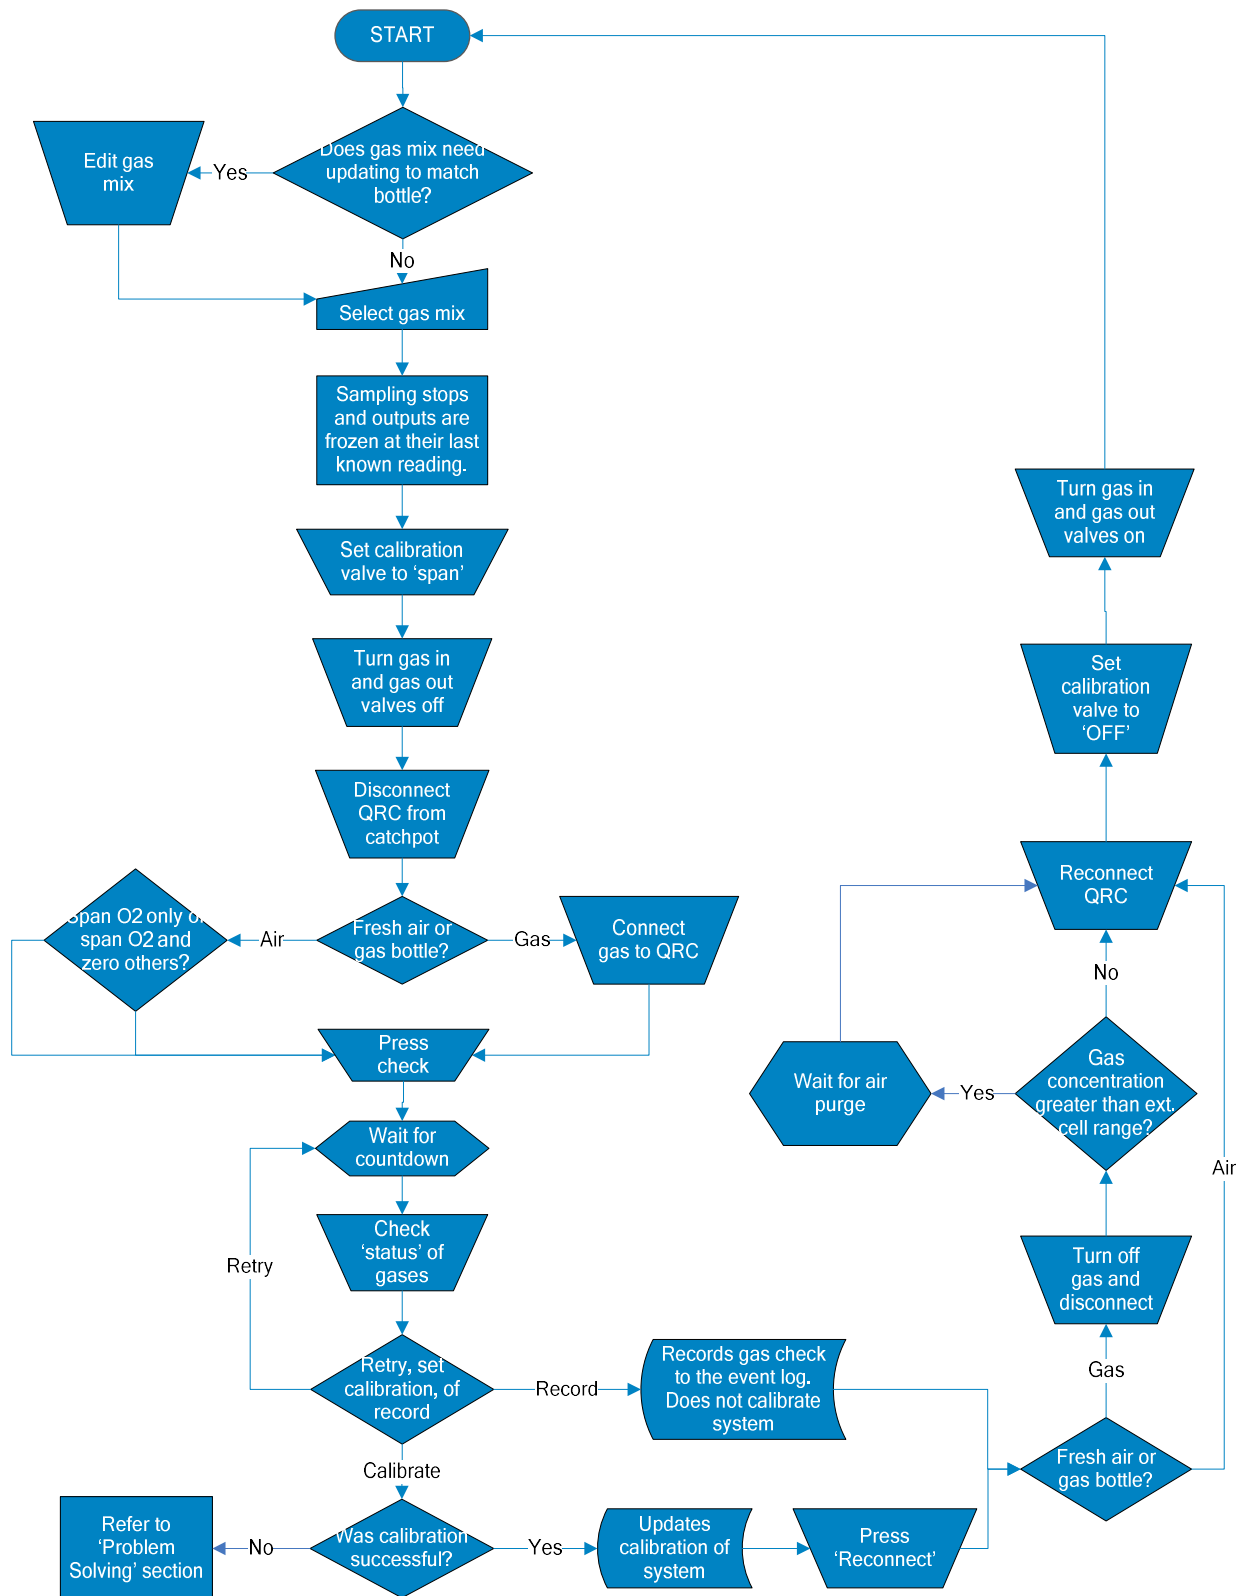 START
Does gas mix need
updating to match
bottle?
Yes
Edit gas
mix
No
Select gas mix
Sampling stops
and outputs are
frozen at their last
known reading.
Set calibration
valve to ‘span’
Turn gas in
and gas out
valves off
Disconnect
QRC from
catchpot
Fresh air or
gas bottle?
Air
Span O2 only or
span O2 and
zero others?
Gas
Connect
gas to QRC
Press
check
Wait for
countdown
Check
‘status’ of
gases
Retry
Retry, set
calibration, of
record
Record
Records gas check
to the event log.
Does not calibrate
system
Calibrate
Was calibration
successful?
No
Refer to
‘Problem
Solving’ section
Yes
Updates
calibration of
system
Press
‘Reconnect’
Fresh air or
gas bottle?
Gas
Air
Turn off
gas and
disconnect
Gas
concentration
greater than ext.
cell range?
Yes
Wait for air
purge
No
Reconnect
QRC
Set
calibration
valve to
‘OFF’
Turn gas in
and gas out
valves on